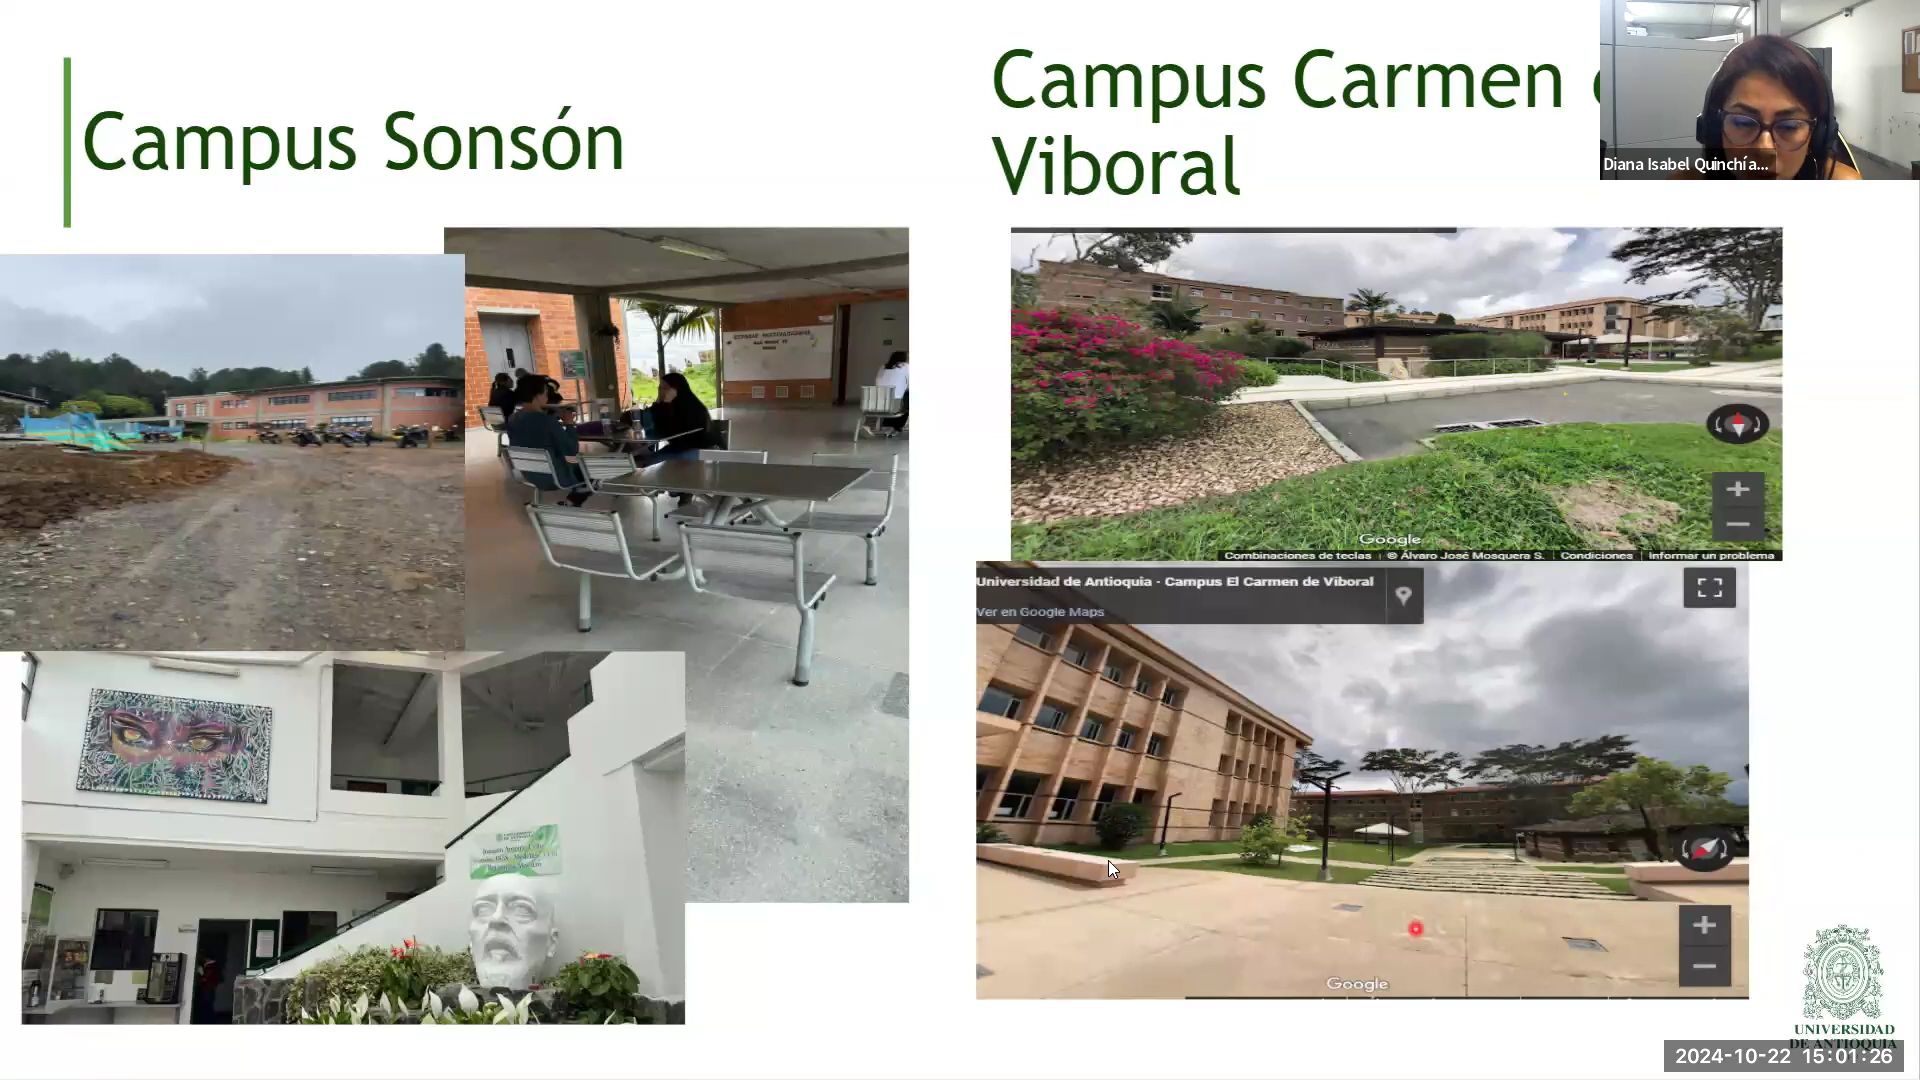 Campus Sonsón
Campus Carmen
Viboral
Diana Isabel Quinchía...
Google
Combinaciones de teclas
© Álvaro José Mosquera S.
Condiciones
Informar un problema
Universidad de Antioquia - Campus El Carmen de Viboral
Ver en Google Maps
Google
UNIVERSIDAD
DE ANTIOQUIA
2024-10-22 15:01:26